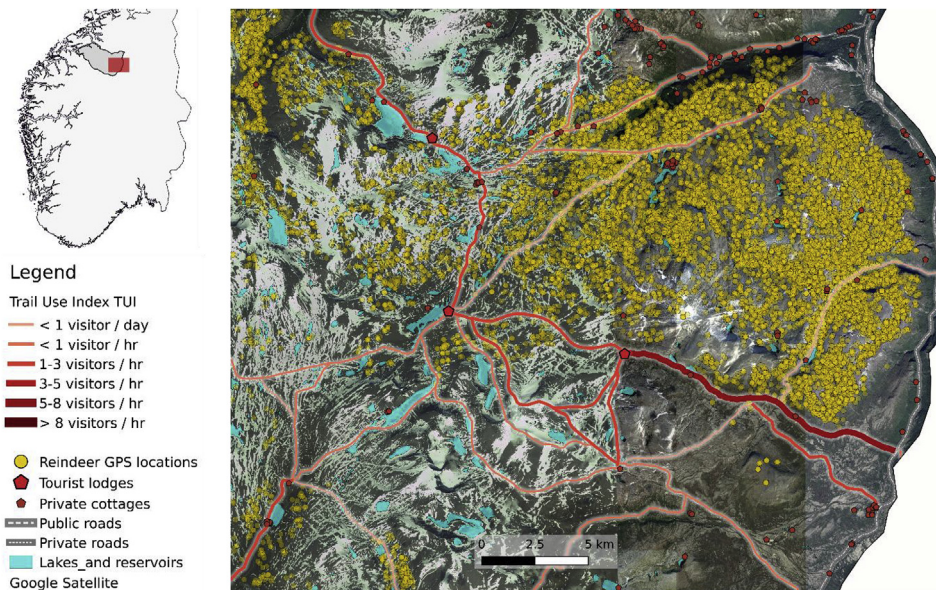 Legend
Trail Use Index TUI
< 1 visitor / day
< 1 visitor / hr
1-3 visitors / hr
3-5 visitors / hr
5-8 visitors / hr
> 8 visitors / hr
Reindeer GPS locations
Tourist lodges
Private cottages
Public roads
Private roads
Lakes_and reservoirs
Google Satellite
0 2.5 5 km